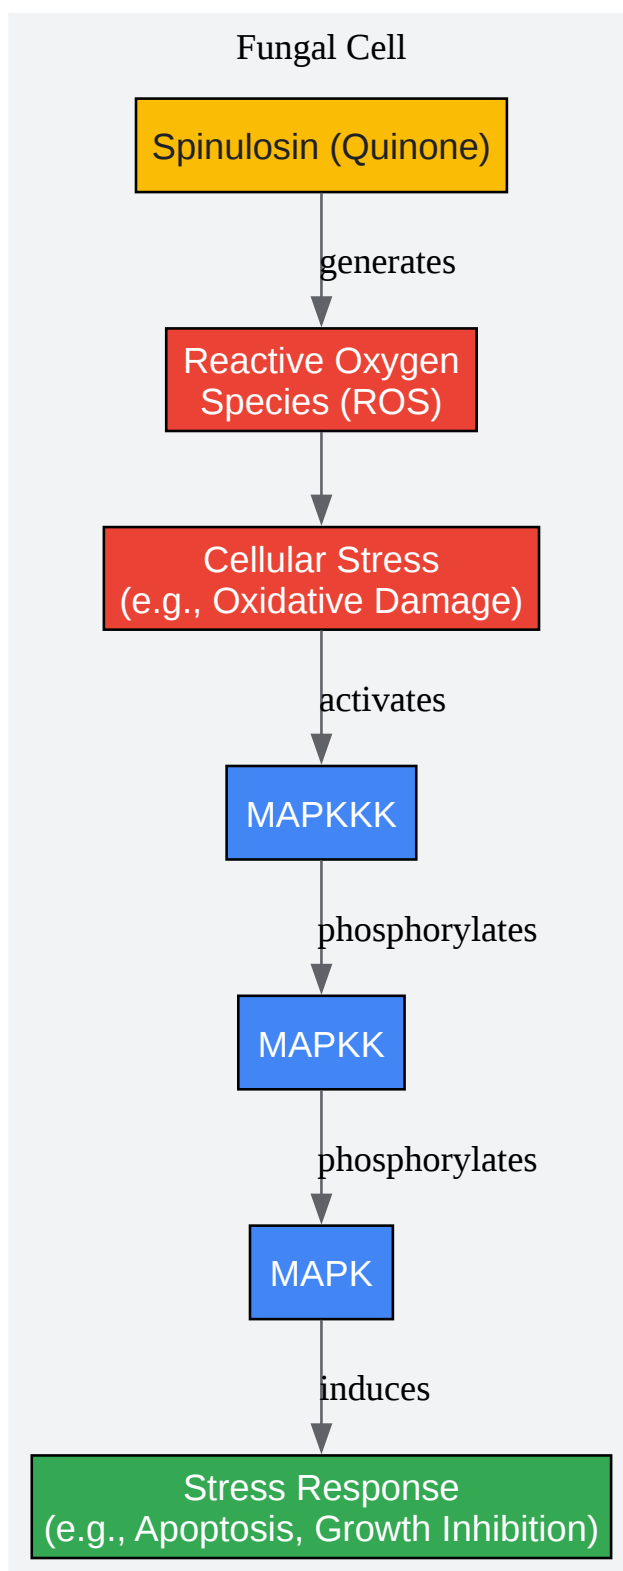 Fungal Cell
Spinulosin (Quinone)
generates
Reactive Oxygen
Species (ROS)
Cellular Stress
(e.g., Oxidative Damage)
activates
MAPKKK
phosphorylates
MAPKK
phosphorylates
MAPK
induces
Stress Response
(e.g., Apoptosis, Growth Inhibition)